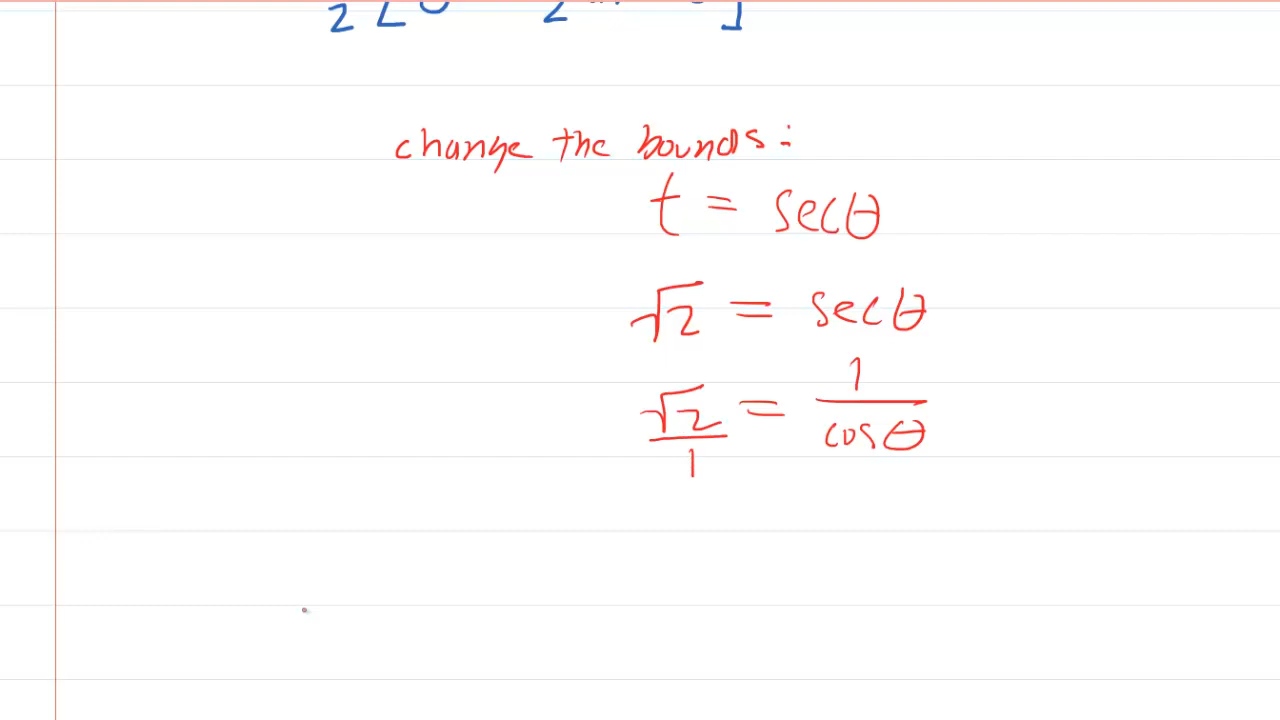 change the bounds:
t = secθ
√2 = secθ
√2/1 = 1/cosθ